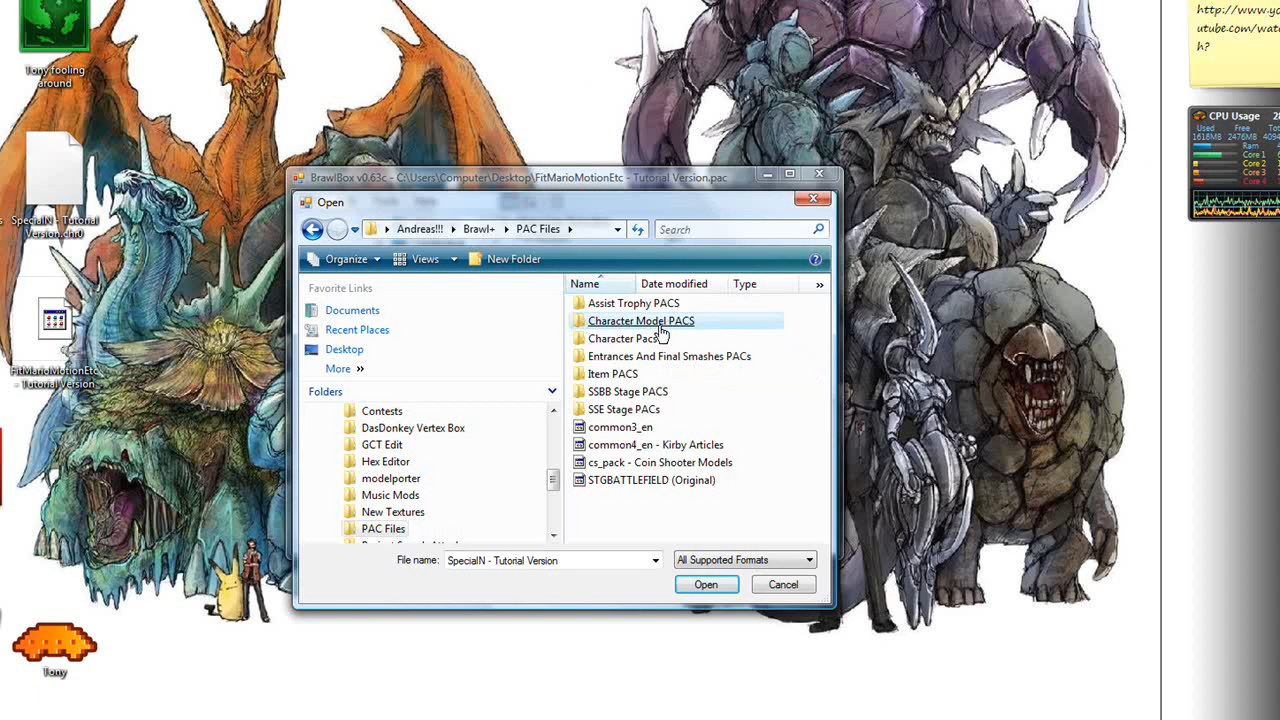 Tony fooling
around
http://www.yo
utube.com/wat
h?
CPU Usage
Used Free
1618MB 2476MB 4094
Ram
Core 1
Core 2
Core 3
Core 4
SpecialN - Tutorial
Version.chr0
FitMarioMotionEtc
- Tutorial Version
Tony
BrawlBox v0.63c - C:\Users\Computer\Desktop\FitMarioMotionEtc - Tutorial Version.pac
Open
Andreas!!! Brawl+ PAC Files Search
Organize Views New Folder
Favorite Links
Documents
Recent Places
Desktop
More »
Folders
Contests
DasDonkey Vertex Box
GCT Edit
Hex Editor
modelporter
Music Mods
New Textures
PAC Files
Name Date modified Type »
Assist Trophy PACS
Character Model PACS
Character Pacs
Entrances And Final Smashes PACs
Item PACS
SSBB Stage PACS
SSE Stage PACs
common3_en
common4_en - Kirby Articles
cs_pack - Coin Shooter Models
STGBATTLEFIELD (Original)
File name: SpecialN - Tutorial Version All Supported Formats
Open Cancel